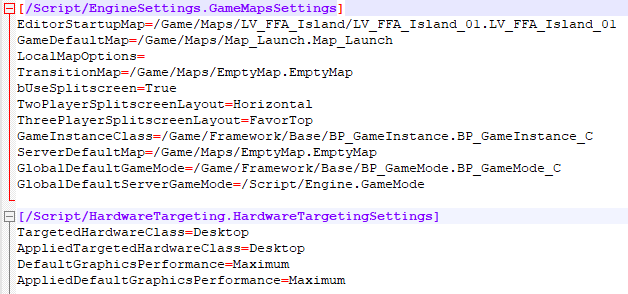 [/Script/EngineSettings.GameMapsSettings]
EditorStartupMap=/Game/Maps/LV_FFA_Island/LV_FFA_Island_01.LV_FFA_Island_01
GameDefaultMap=/Game/Maps/Map_Launch.Map_Launch
LocalMapOptions=
TransitionMap=/Game/Maps/EmptyMap.EmptyMap
bUseSplitscreen=True
TwoPlayerSplitscreenLayout=Horizontal
ThreePlayerSplitscreenLayout=FavorTop
GameInstanceClass=/Game/Framework/Base/BP_GameInstance.BP_GameInstance_C
ServerDefaultMap=/Game/Maps/EmptyMap.EmptyMap
GlobalDefaultGameMode=/Game/Framework/Base/BP_GameMode.BP_GameMode_C
GlobalDefaultServerGameMode=/Script/Engine.GameMode
[/Script/HardwareTargeting.HardwareTargetingSettings]
TargetedHardwareClass=Desktop
AppliedTargetedHardwareClass=Desktop
DefaultGraphicsPerformance=Maximum
AppliedDefaultGraphicsPerformance=Maximum